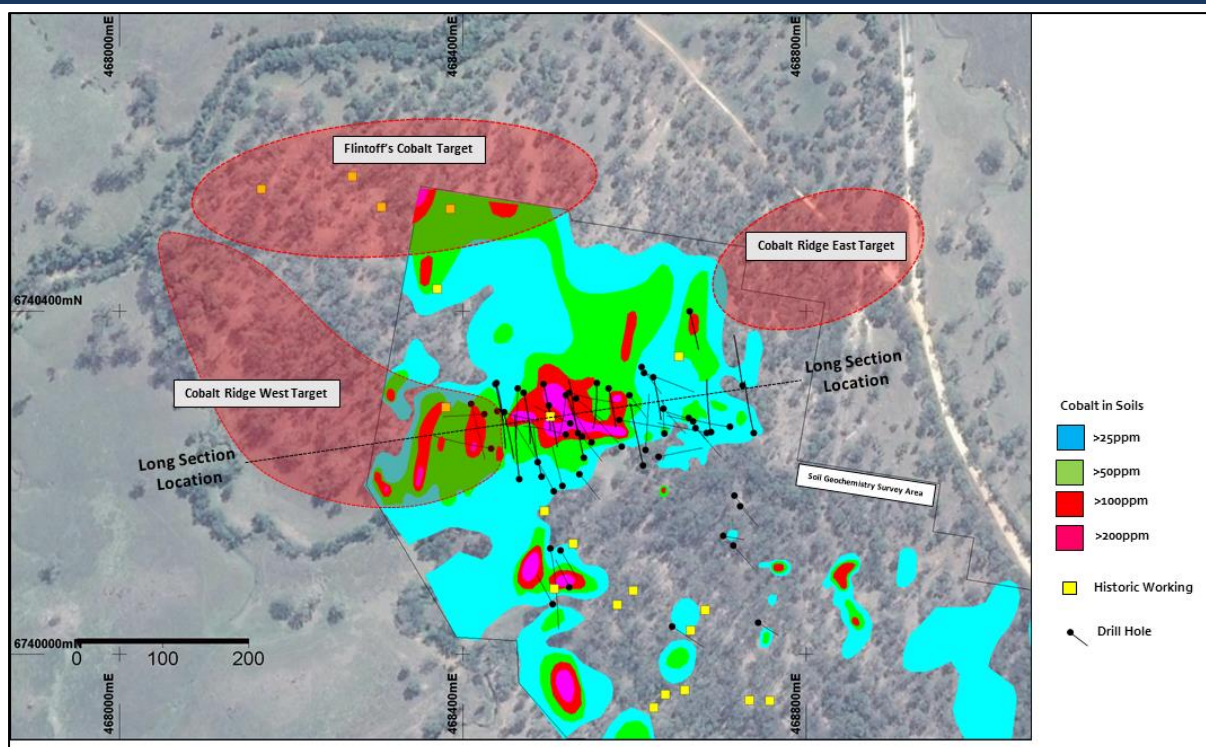 468000mE
468400mE
468800mE
Flintoff's Cobalt Target
Cobalt Ridge East Target
6740400mN
Cobalt Ridge West Target
Long Section
Location
Long Section
Location
Soil Geochemistry Survey Area
6740000mN
0 100 200
468000mE
468400mE
468800mE
Cobalt in Soils
>25ppm
>50ppm
>100ppm
>200ppm
Historic Working
Drill Hole